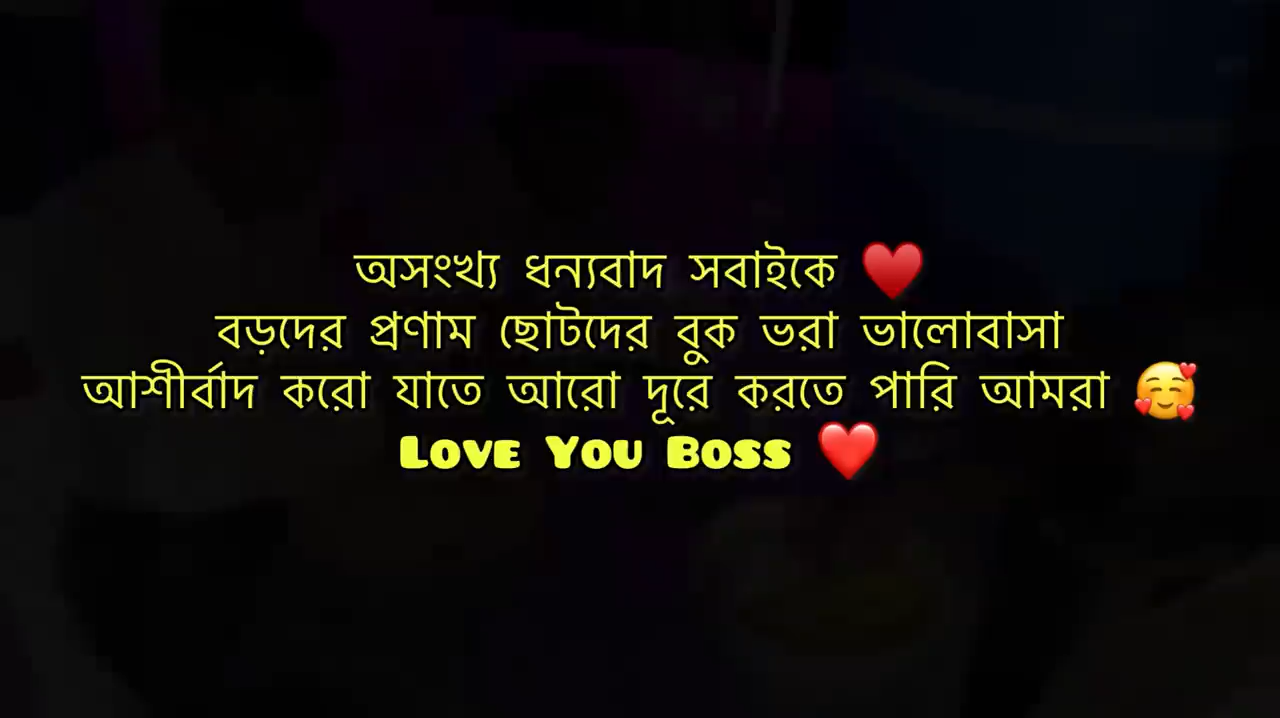 অসংখ্য ধন্যবাদ সবাইকে ♥️
বড়দের প্রণাম ছোটদের বুক ভরা ভালোবাসা
আশীর্বাদ করো যাতে আরো দূরে করতে পারি আমরা 🥰
Love You Boss ❤️